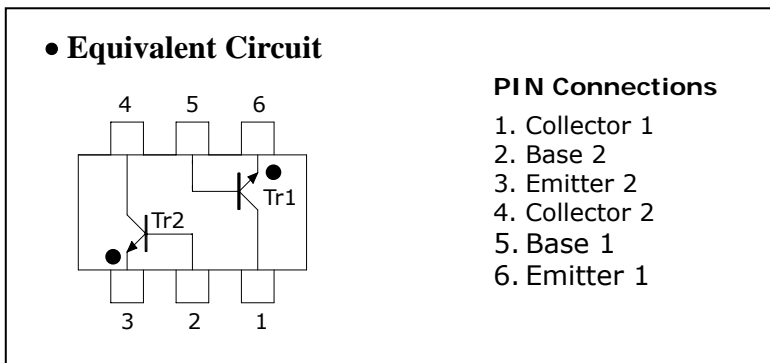 • Equivalent Circuit
4 5 6
Tr1
Tr2
3 2 1
PIN Connections
1. Collector 1
2. Base 2
3. Emitter 2
4. Collector 2
5. Base 1
6. Emitter 1